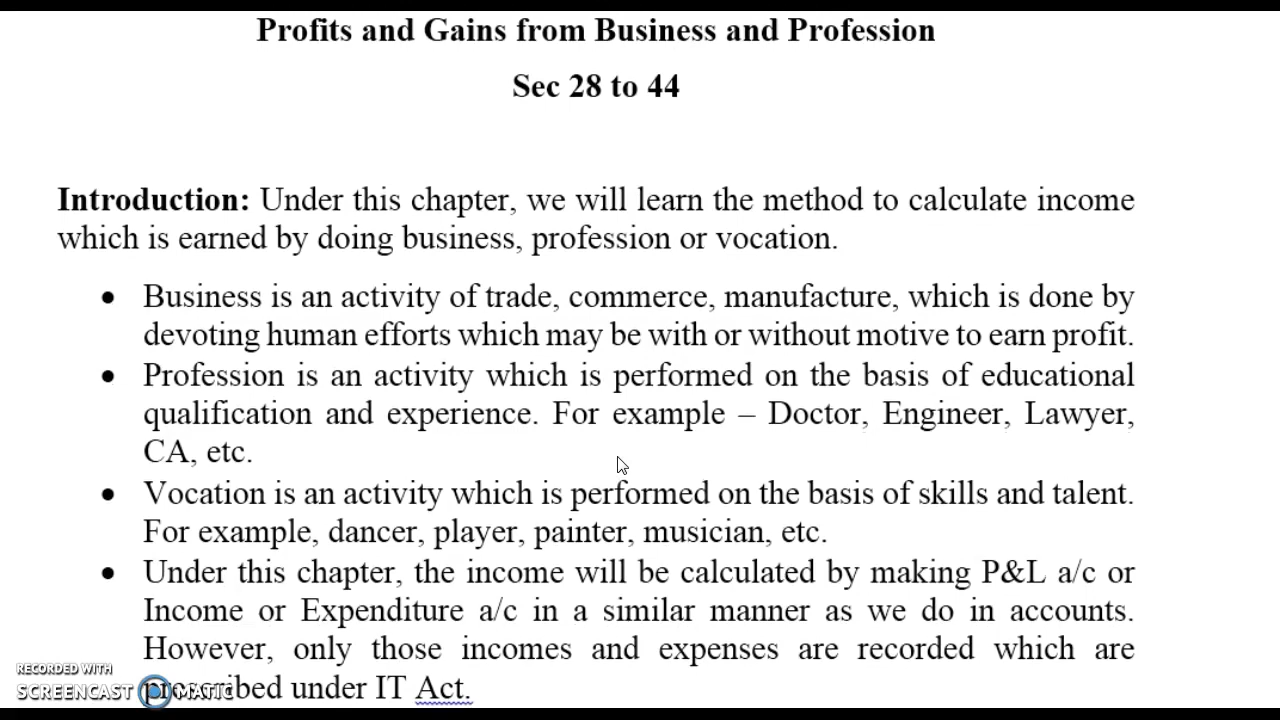 Profits and Gains from Business and Profession
Sec 28 to 44
Introduction: Under this chapter, we will learn the method to calculate income
which is earned by doing business, profession or vocation.
• Business is an activity of trade, commerce, manufacture, which is done by
devoting human efforts which may be with or without motive to earn profit.
• Profession is an activity which is performed on the basis of educational
qualification and experience. For example – Doctor, Engineer, Lawyer,
CA, etc.
• Vocation is an activity which is performed on the basis of skills and talent.
For example, dancer, player, painter, musician, etc.
• Under this chapter, the income will be calculated by making P&L a/c or
Income or Expenditure a/c in a similar manner as we do in accounts.
However, only those incomes and expenses are recorded which are
prescribed under IT Act.
RECORDED WITH
SCREENCAST MATIC